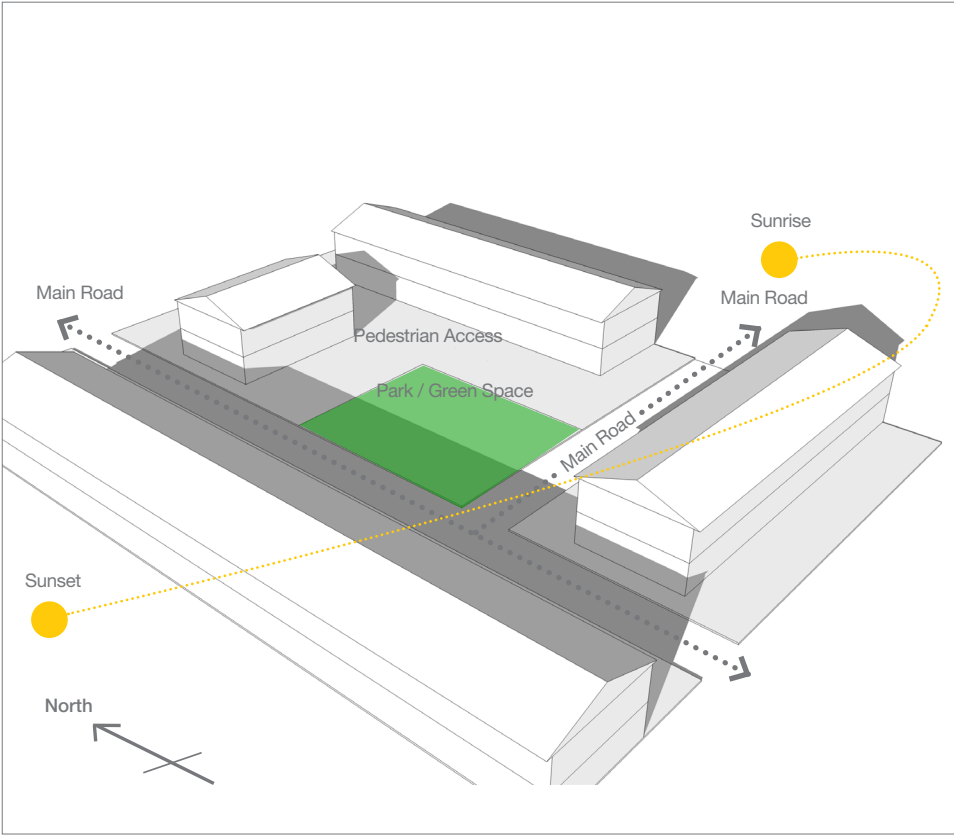 Sunrise
Main Road
Main Road
Pedestrian Access
Park / Green Space
Main Road
Sunset
North